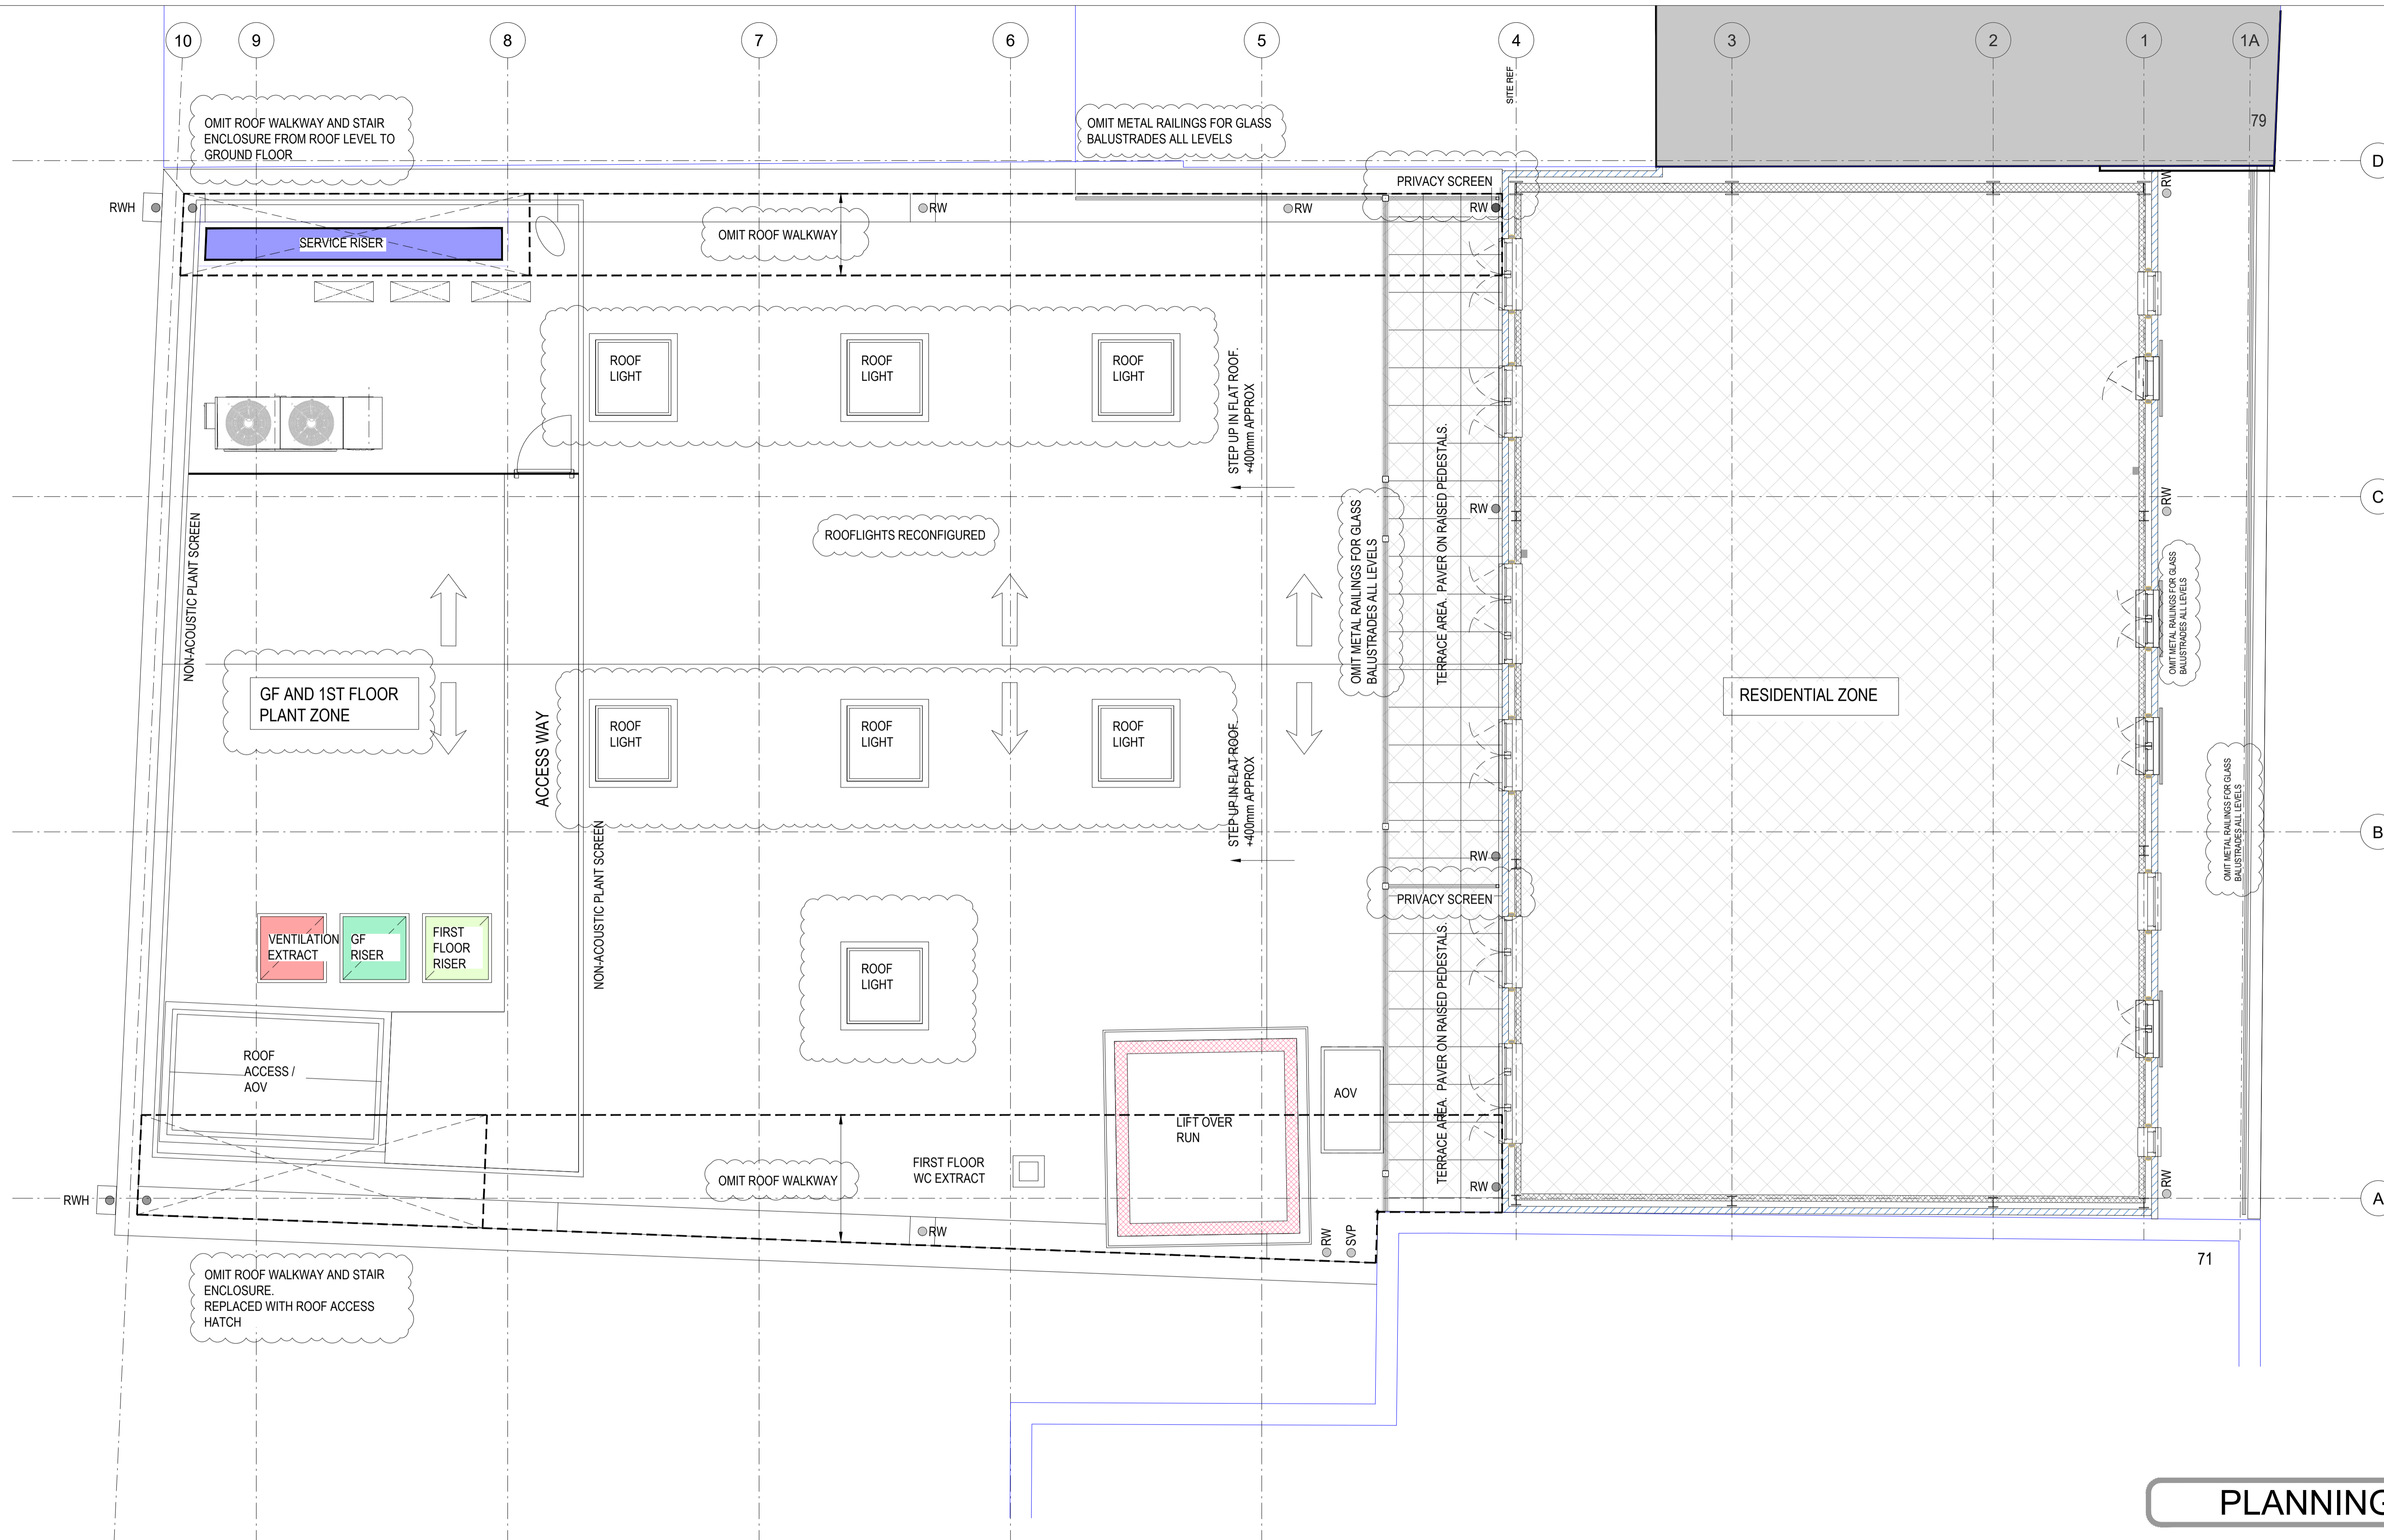 10
9
8
7
6
5
4
3
2
1
1A
SITE REF
79
OMIT ROOF WALKWAY AND STAIR
ENCLOSURE FROM ROOF LEVEL TO
GROUND FLOOR
OMIT METAL RAILINGS FOR GLASS
BALUSTRADES ALL LEVELS
D
PRIVACY SCREEN
RW
RWH
RW
RW
RW
SERVICE RISER
OMIT ROOF WALKWAY
ROOF
LIGHT
ROOF
LIGHT
ROOF
LIGHT
STEP UP IN FLAT ROOF.
+400mm APPROX
TERRACE AREA. PAVER ON RAISED PEDESTALS.
C
RW
RW
NON-ACOUSTIC PLANT SCREEN
ROOFLIGHTS RECONFIGURED
OMIT METAL RAILINGS FOR GLASS
BALUSTRADES ALL LEVELS
OMIT METAL RAILINGS FOR GLASS
BALUSTRADES ALL LEVELS
GF AND 1ST FLOOR
PLANT ZONE
ACCESS WAY
ROOF
LIGHT
ROOF
LIGHT
ROOF
LIGHT
STEP UP IN FLAT ROOF.
+400mm APPROX
RESIDENTIAL ZONE
OMIT METAL RAILINGS FOR GLASS
BALUSTRADES ALL LEVELS
B
RW
NON-ACOUSTIC PLANT SCREEN
PRIVACY SCREEN
VENTILATION
EXTRACT
GF
RISER
FIRST
FLOOR
RISER
ROOF
LIGHT
TERRACE AREA. PAVER ON RAISED PEDESTALS.
ROOF
ACCESS /
AOV
AOV
LIFT OVER
RUN
FIRST FLOOR
WC EXTRACT
OMIT ROOF WALKWAY
RW
RW
A
RWH
RW
RW
SVP
71
OMIT ROOF WALKWAY AND STAIR
ENCLOSURE.
REPLACED WITH ROOF ACCESS
HATCH
PLANNING